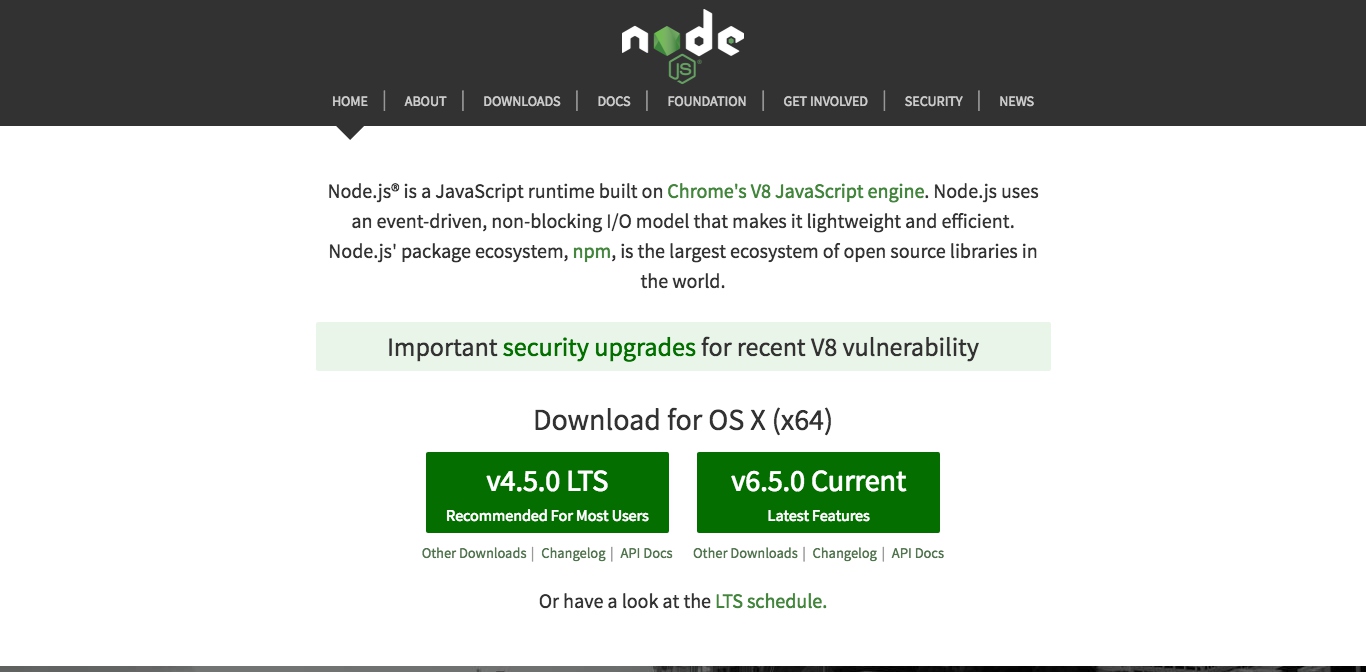 node
JS
HOME | ABOUT | DOWNLOADS | DOCS | FOUNDATION | GET INVOLVED | SECURITY | NEWS
Node.js® is a JavaScript runtime built on Chrome's V8 JavaScript engine. Node.js uses
an event-driven, non-blocking I/O model that makes it lightweight and efficient.
Node.js' package ecosystem, npm, is the largest ecosystem of open source libraries in
the world.
Important security upgrades for recent V8 vulnerability
Download for OS X (x64)
v4.5.0 LTS
Recommended For Most Users
v6.5.0 Current
Latest Features
Other Downloads | Changelog | API Docs
Other Downloads | Changelog | API Docs
Or have a look at the LTS schedule.